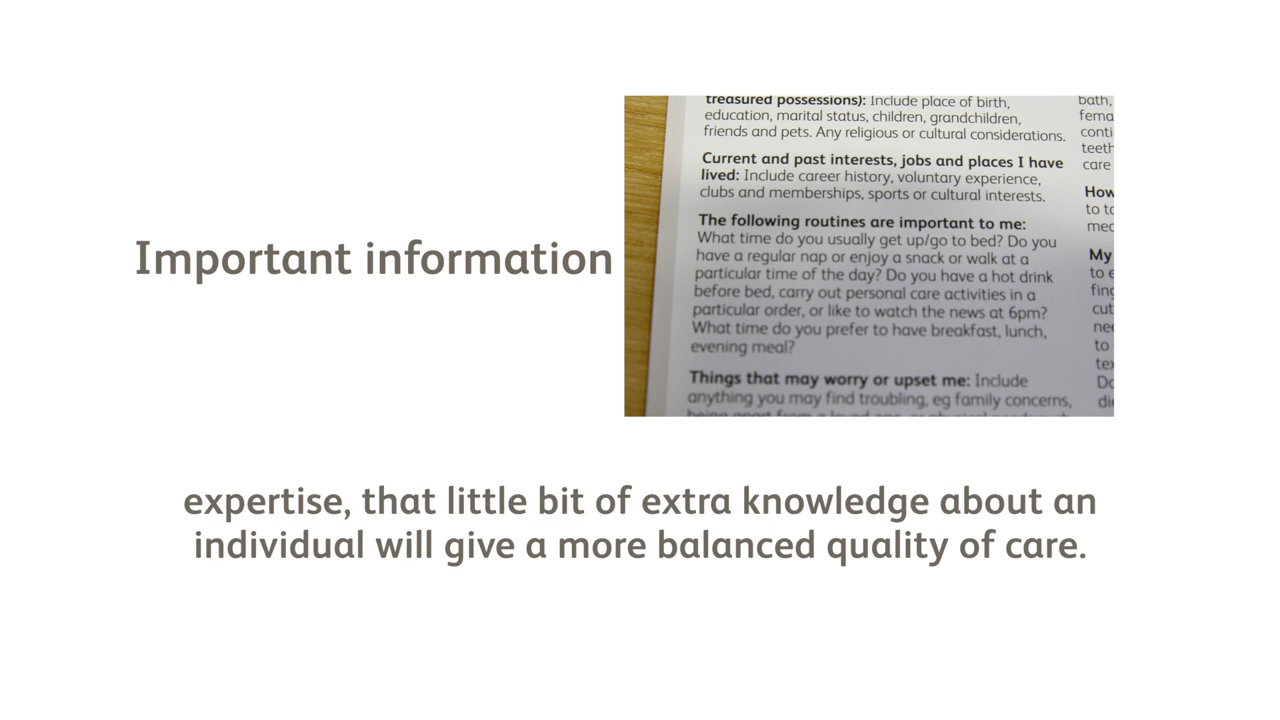 Important information
treasured possessions): Include place of birth,
education, marital status, children, grandchildren,
friends and pets. Any religious or cultural considerations.
Current and past interests, jobs and places I have
lived: Include career history, voluntary experience,
clubs and memberships, sports or cultural interests.
The following routines are important to me:
What time do you usually get up/go to bed? Do you
have a regular nap or enjoy a snack or walk at a
particular time of the day? Do you have a hot drink
before bed, carry out personal care activities in a
particular order, or like to watch the news at 6pm?
What time do you prefer to have breakfast, lunch,
evening meal?
Things that may worry or upset me: Include
anything you may find troubling, eg family concerns,
bath,
care
How
My
expertise, that little bit of extra knowledge about an
individual will give a more balanced quality of care.